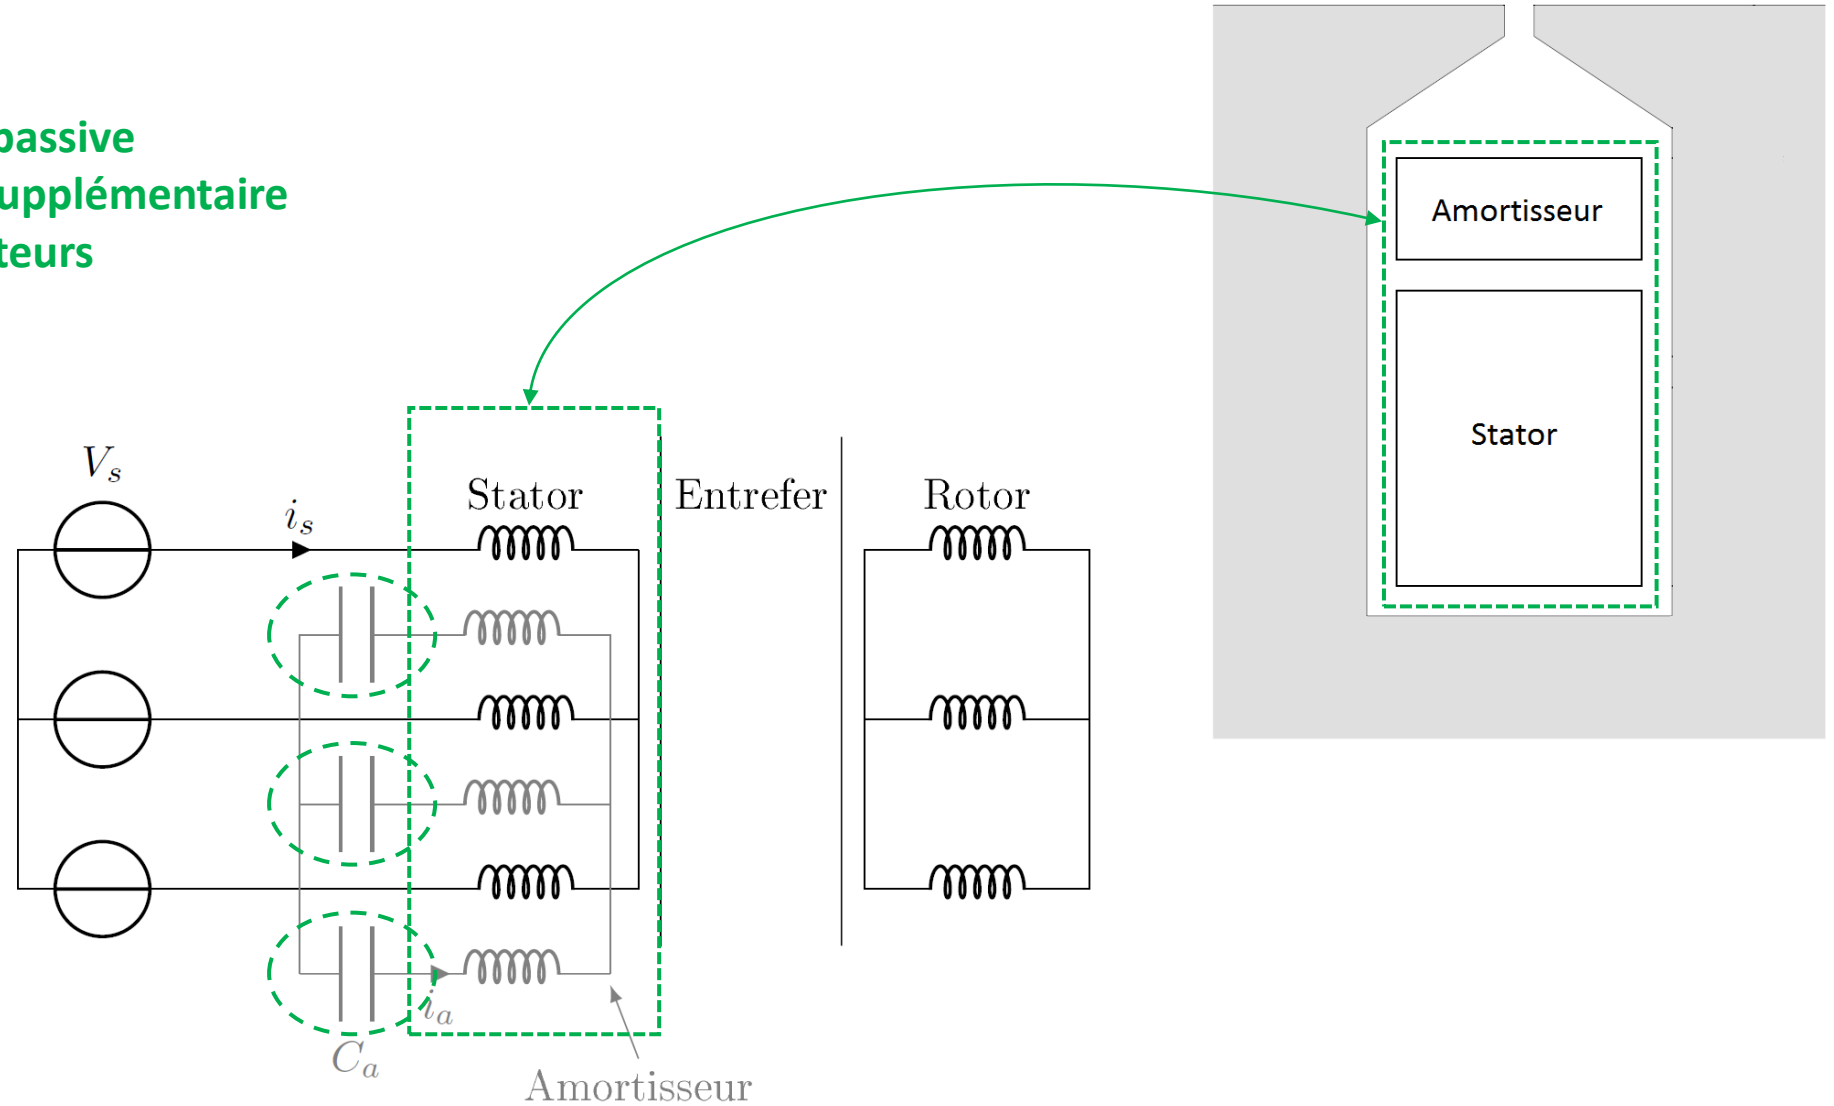 passive
upplémentaire
teurs
Amortisseur
Stator
V_s
i_s
Stator
Entrefer
Rotor
i_a
C_a
Amortisseur